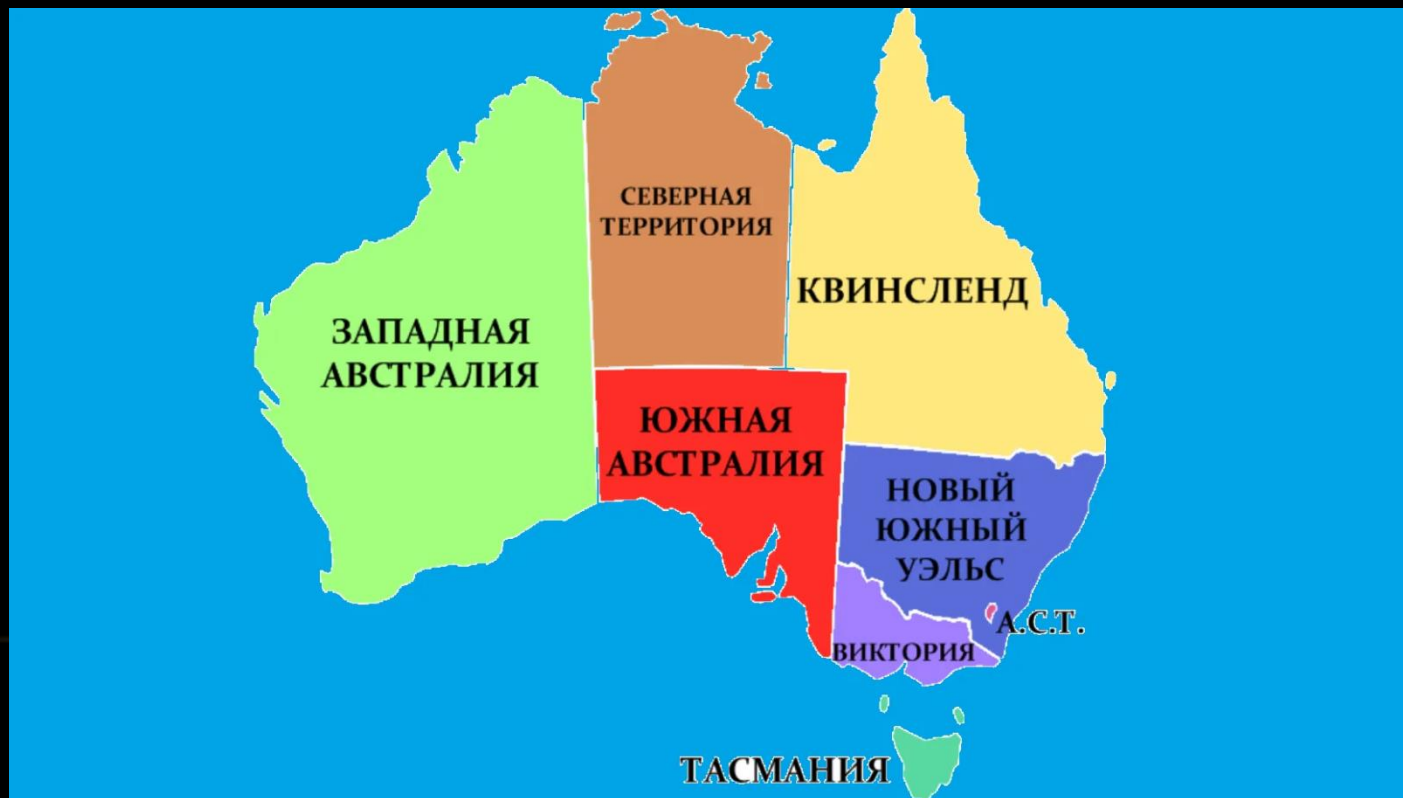 СЕВЕРНАЯ
ТЕРРИТОРИЯ
КВИНСЛЕНД
ЗАПАДНАЯ
АВСТРАЛИЯ
ЮЖНАЯ
АВСТРАЛИЯ
НОВЫЙ
ЮЖНЫЙ
УЭЛЬС
А.С.Т.
ВИКТОРИЯ
ТАСМАНИЯ